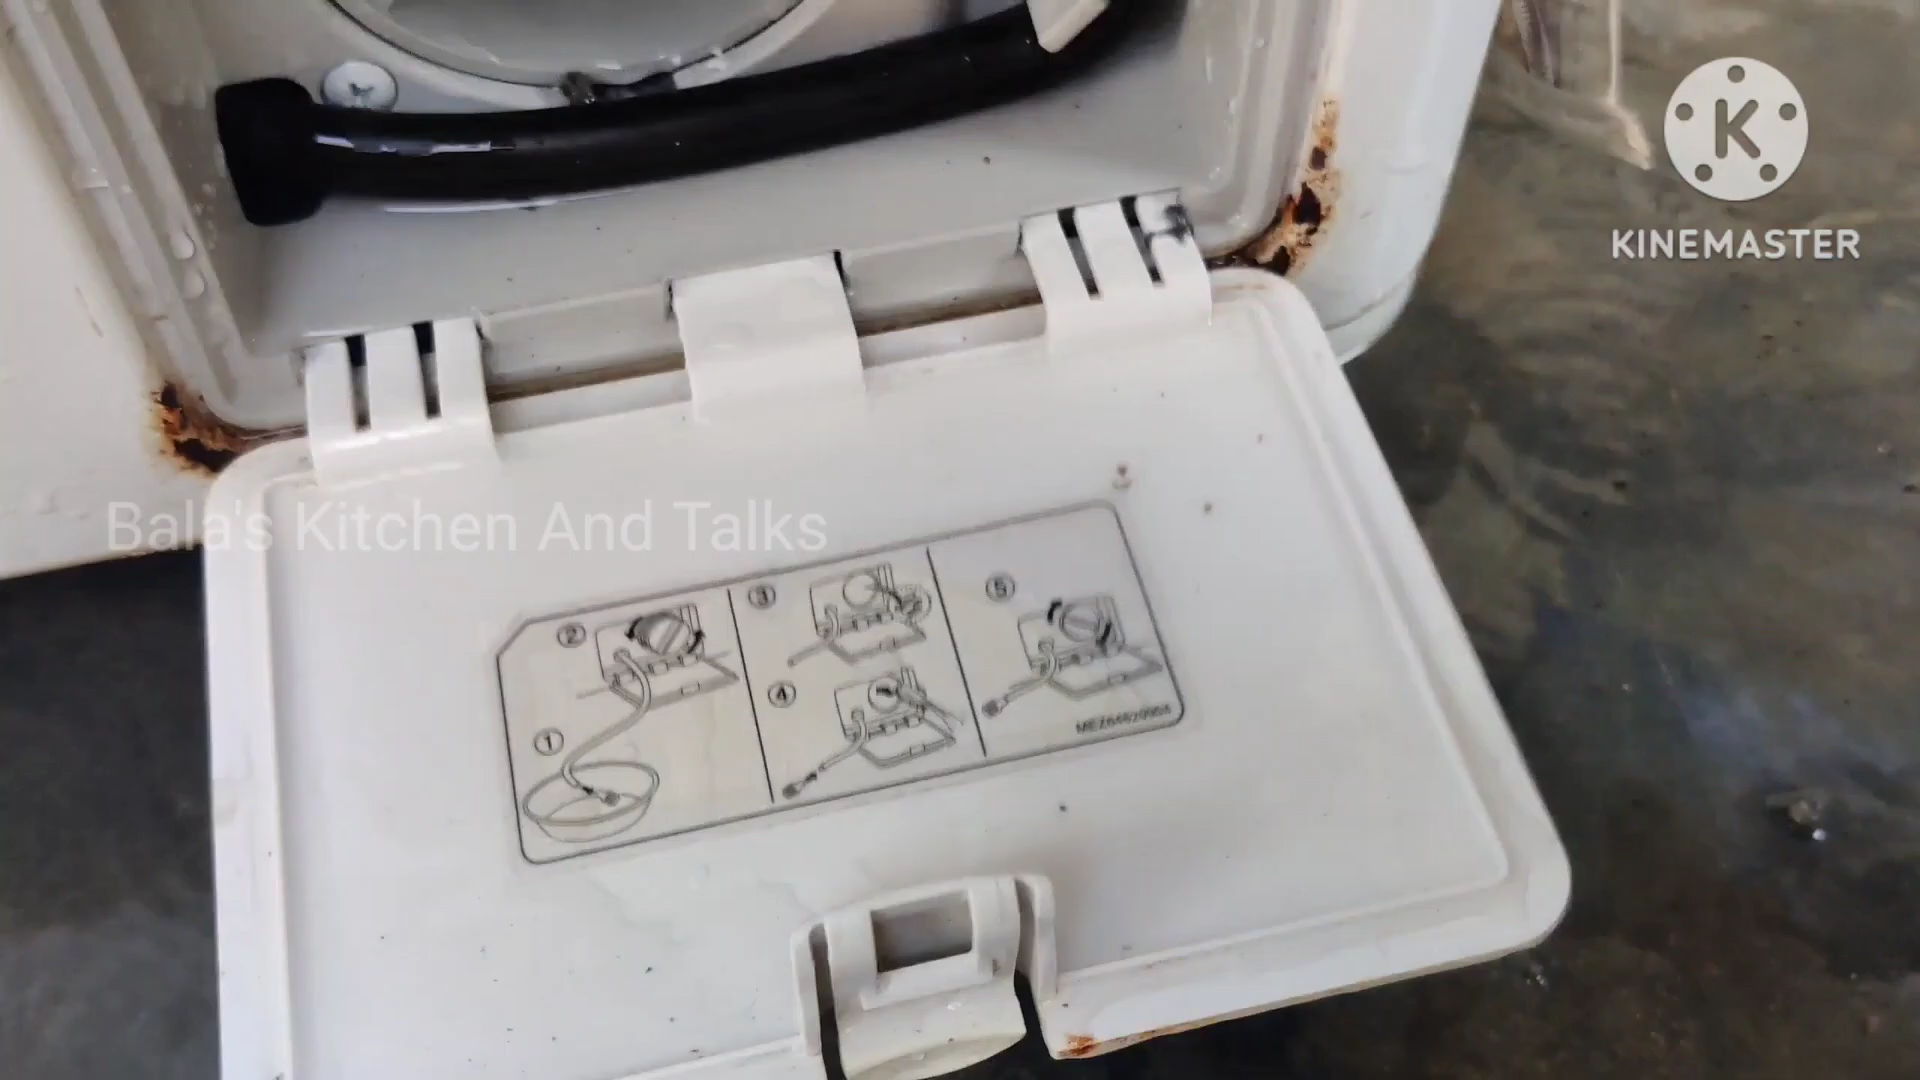 K
KINEMASTER
Bala's Kitchen And Talks
②
③
⑤
④
①